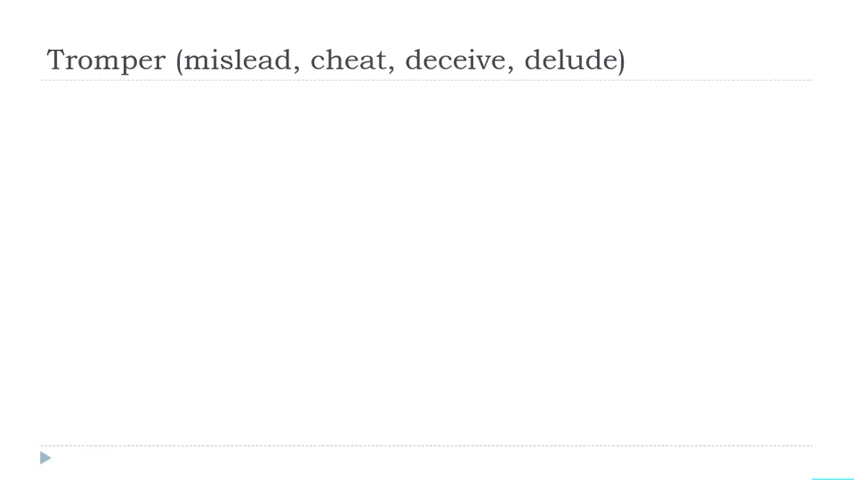 Tromper (mislead, cheat, deceive, delude)